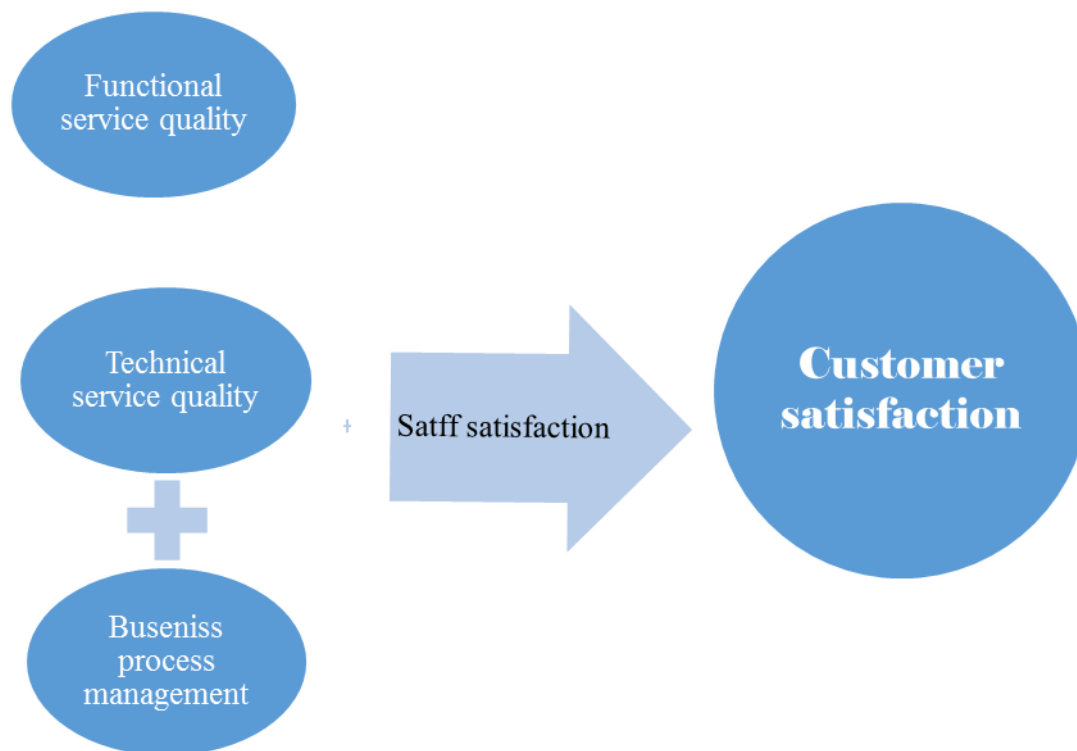 Functional
service quality
Technical
service quality
+
Satff satisfaction
Customer
satisfaction
Buseniss
process
management